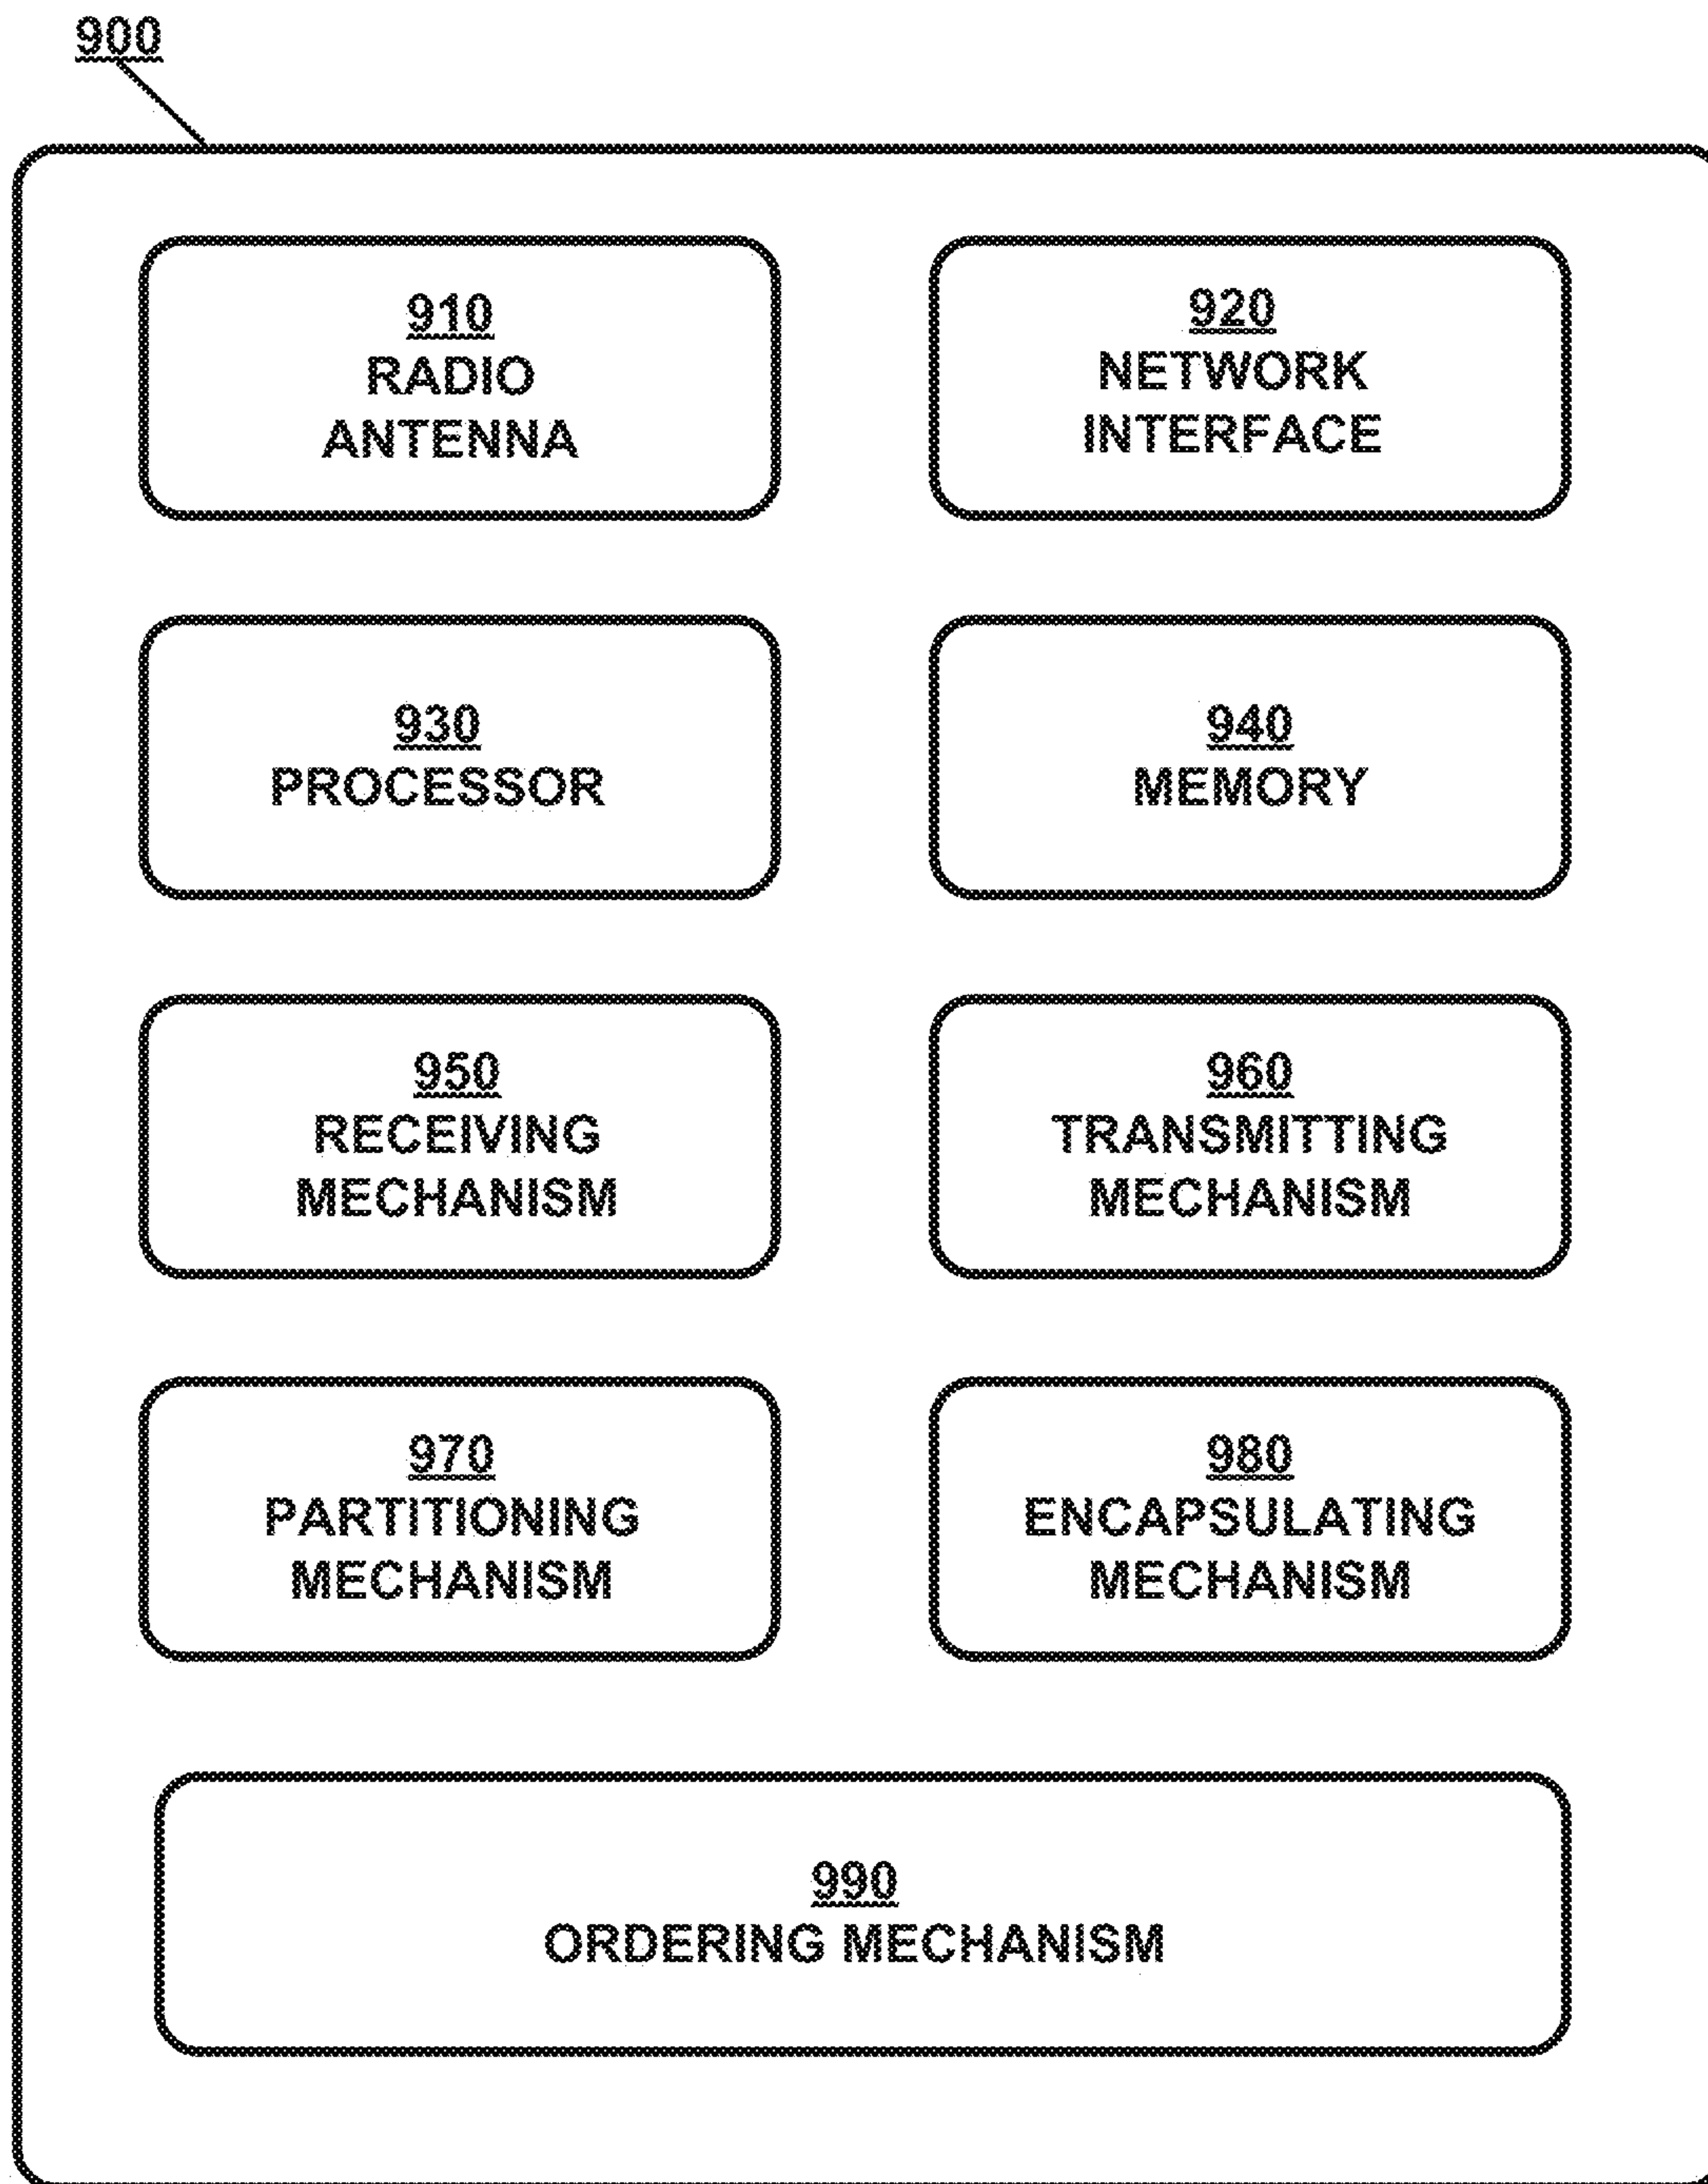 900
910
RADIO
ANTENNA
920
NETWORK
INTERFACE
930
PROCESSOR
940
MEMORY
950
RECEIVING
MECHANISM
960
TRANSMITTING
MECHANISM
970
PARTITIONING
MECHANISM
980
ENCAPSULATING
MECHANISM
990
ORDERING MECHANISM